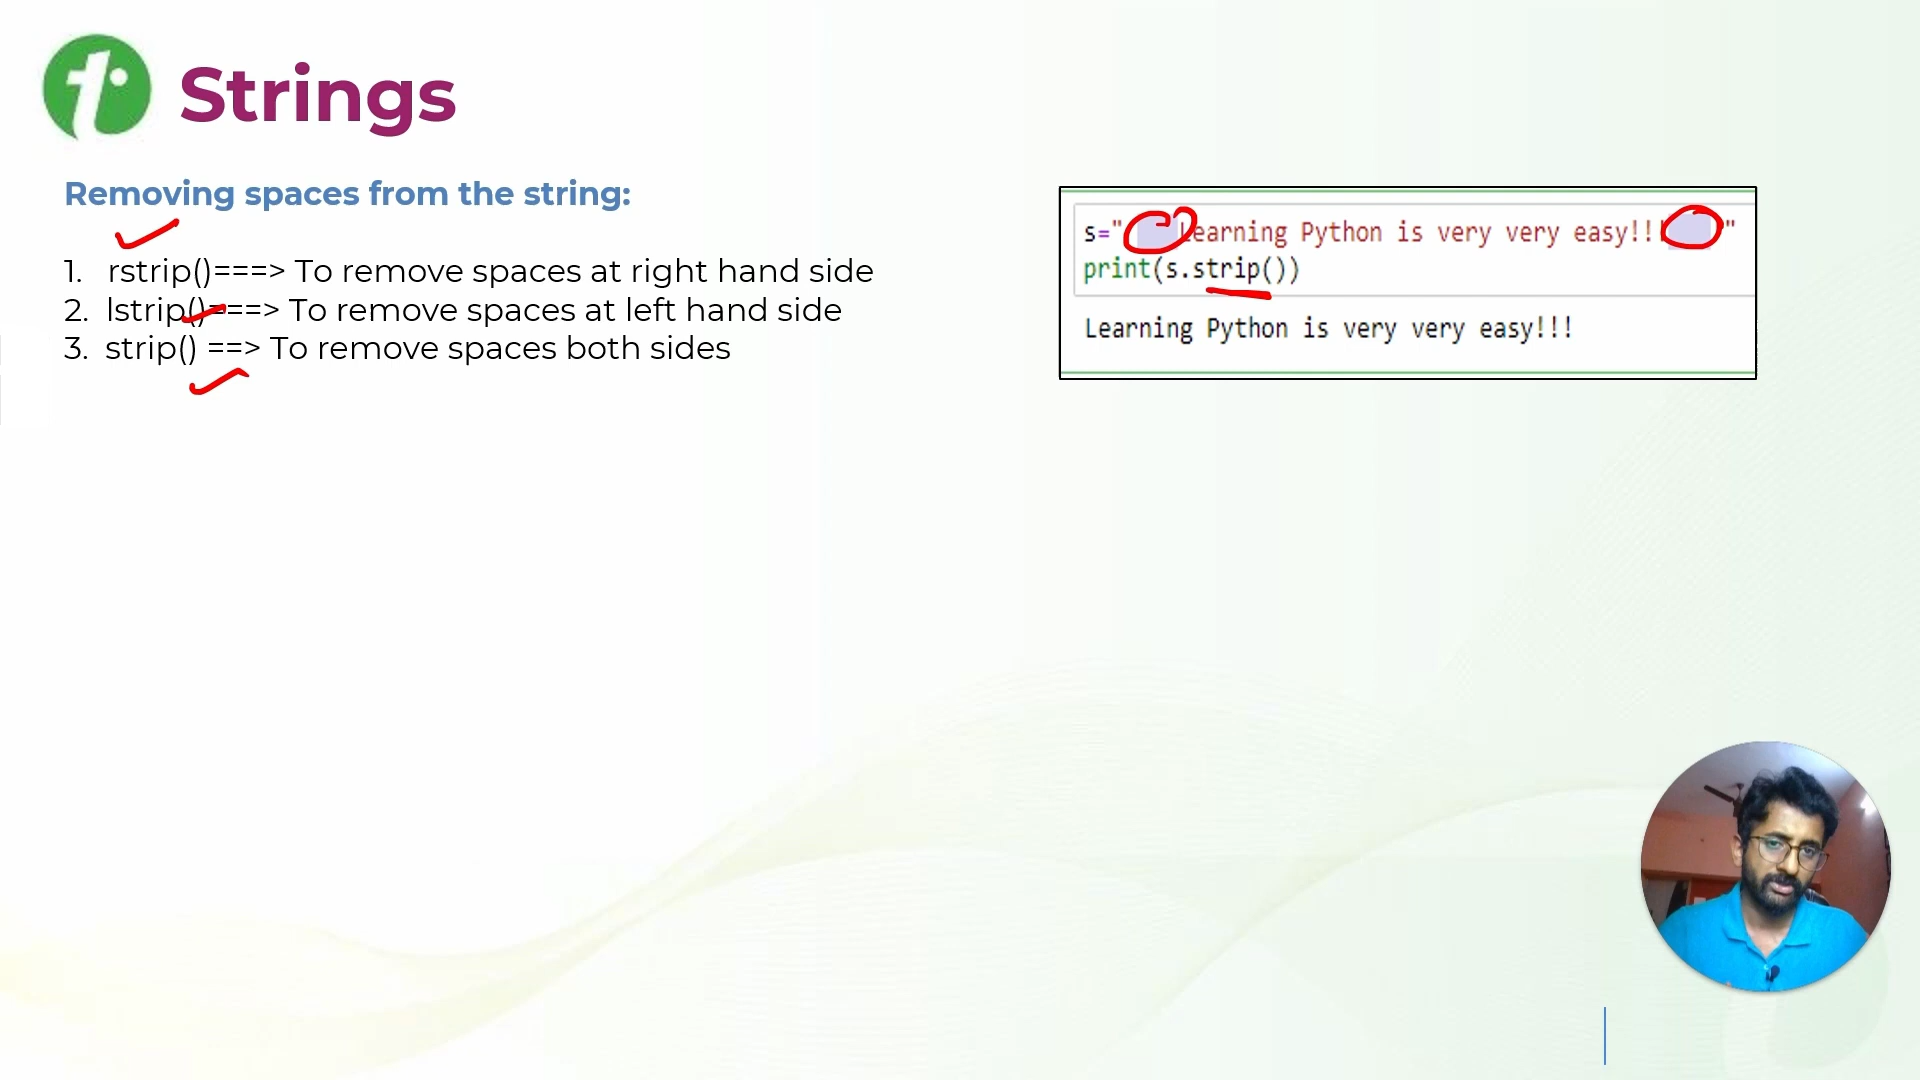 Strings
Removing spaces from the string:
1. rstrip()===> To remove spaces at right hand side
2. lstrip()===> To remove spaces at left hand side
3. strip() ==> To remove spaces both sides
s=" Learning Python is very very easy!!! "
print(s.strip())
Learning Python is very very easy!!!